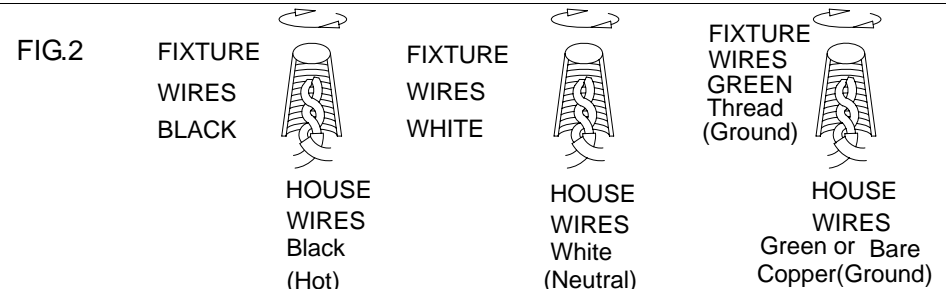 FIG.2
FIXTURE
WIRES
BLACK
HOUSE
WIRES
Black
(Hot)
FIXTURE
WIRES
WHITE
HOUSE
WIRES
White
(Neutral)
FIXTURE
WIRES
GREEN
Thread
(Ground)
HOUSE
WIRES
Green or Bare
Copper(Ground)